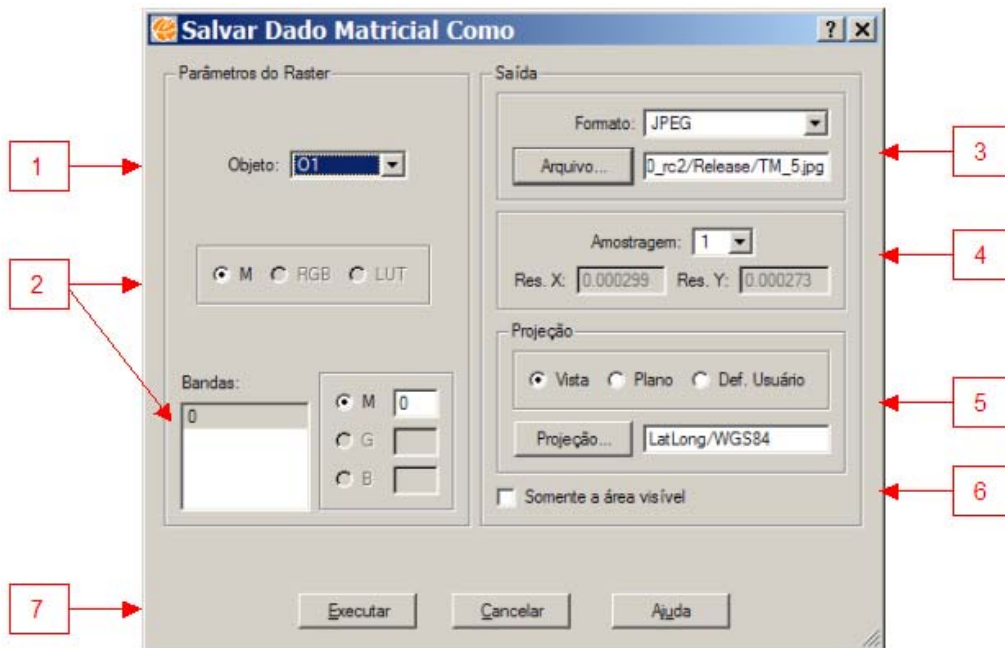 Salvar Dado Matricial Como
Parâmetros do Raster
Saída
1
Objeto: O1
Formato: JPEG
Arquivo... 0_rc2/Release/TM_5.jpg
3
2
M RGB LUT
Amostragem: 1
Res. X: 0.000299 Res. Y: 0.000273
4
Bandas:
0
M 0
G
B
Projeção
Vista Plano Def. Usuário
Projeção... LatLong/WGS84
5
Somente a área visível
6
7
Executar Cancelar Ajuda